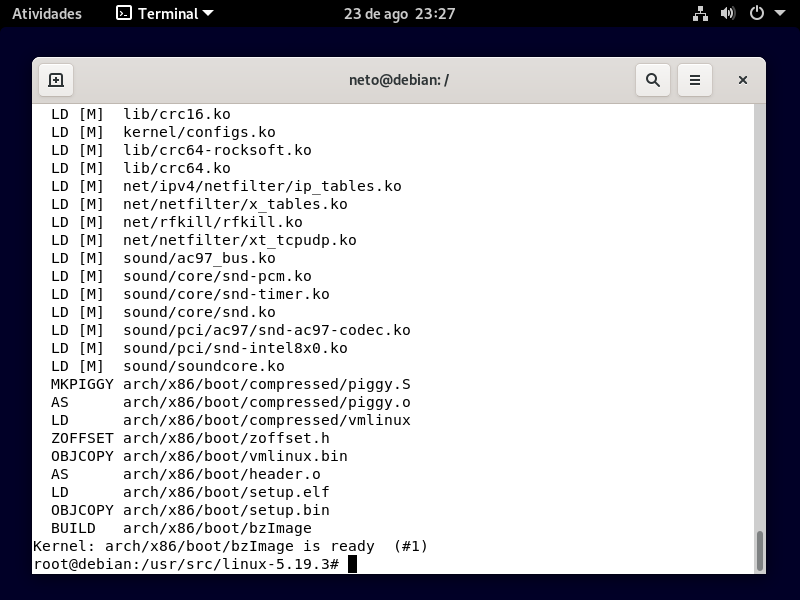 Atividades Terminal 23 de ago 23:27
neto@debian: /
LD [M] lib/crc16.ko
LD [M] kernel/configs.ko
LD [M] lib/crc64-rocksoft.ko
LD [M] lib/crc64.ko
LD [M] net/ipv4/netfilter/ip_tables.ko
LD [M] net/netfilter/x_tables.ko
LD [M] net/rfkill/rfkill.ko
LD [M] net/netfilter/xt_tcpudp.ko
LD [M] sound/ac97_bus.ko
LD [M] sound/core/snd-pcm.ko
LD [M] sound/core/snd-timer.ko
LD [M] sound/core/snd.ko
LD [M] sound/pci/ac97/snd-ac97-codec.ko
LD [M] sound/pci/snd-intel8x0.ko
LD [M] sound/soundcore.ko
MKPIGGY arch/x86/boot/compressed/piggy.S
AS arch/x86/boot/compressed/piggy.o
LD arch/x86/boot/compressed/vmlinux
ZOFFSET arch/x86/boot/zoffset.h
OBJCOPY arch/x86/boot/vmlinux.bin
AS arch/x86/boot/header.o
LD arch/x86/boot/setup.elf
OBJCOPY arch/x86/boot/setup.bin
BUILD arch/x86/boot/bzImage
Kernel: arch/x86/boot/bzImage is ready (#1)
root@debian:/usr/src/linux-5.19.3#